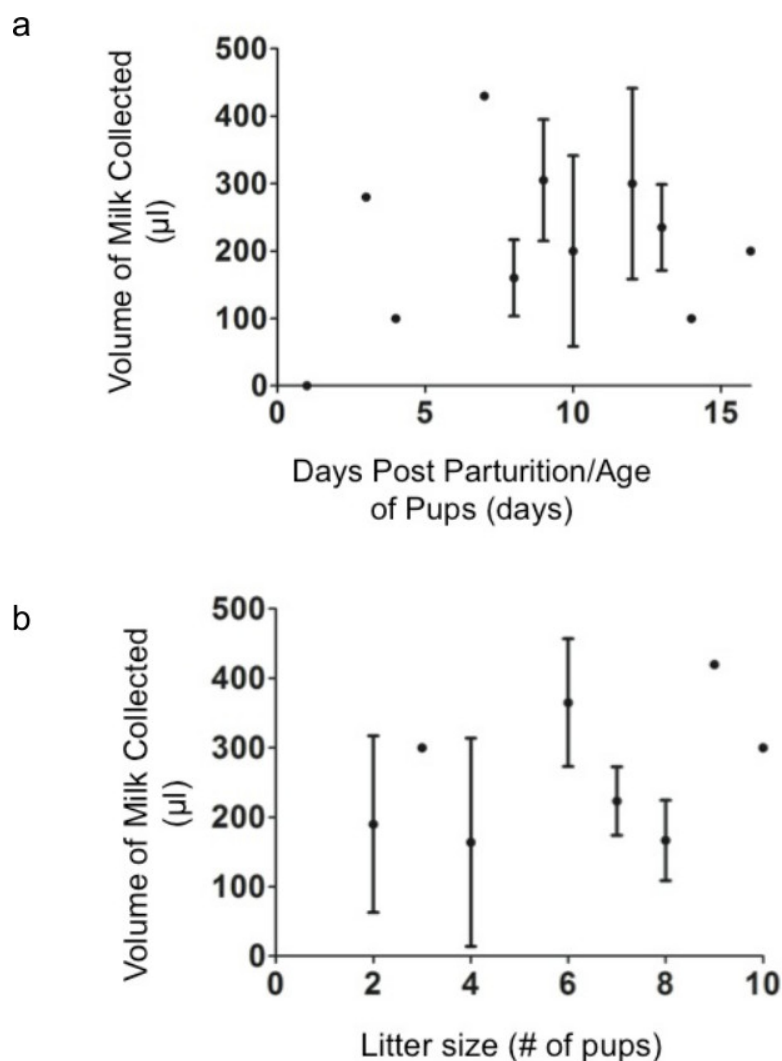 a
Volume of Milk Collected
(µl)
500
400
300
200
100
0
0 5 10 15
Days Post Parturition/Age
of Pups (days)
b
Volume of Milk Collected
(µl)
500
400
300
200
100
0
0 2 4 6 8 10
Litter size (# of pups)